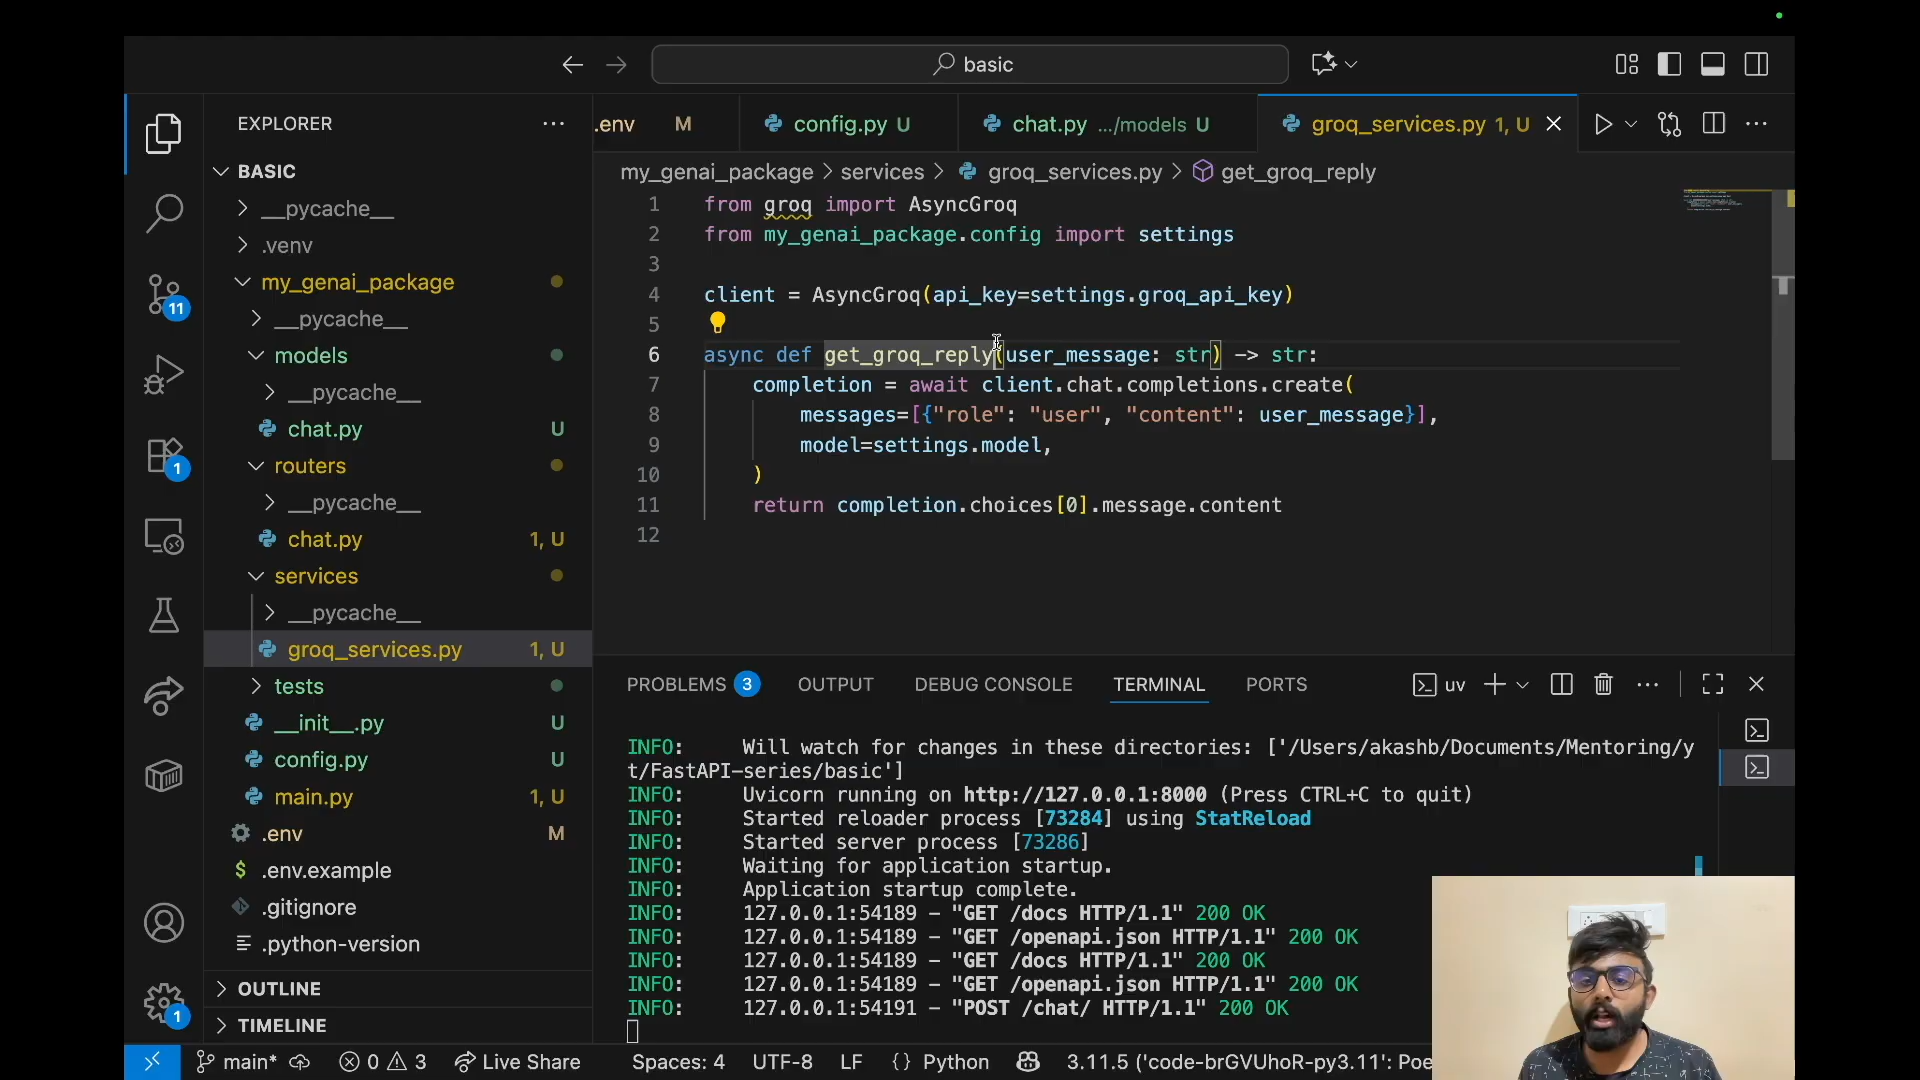 basic
EXPLORER
BASIC
__pycache__
.venv
my_genai_package
__pycache__
models
__pycache__
chat.py U
routers
__pycache__
chat.py 1, U
services
__pycache__
groq_services.py 1, U
tests
__init__.py U
config.py U
main.py 1, U
.env M
.env.example
.gitignore
.python-version
OUTLINE
TIMELINE
11
1
1
.env M
config.py U
chat.py .../models U
groq_services.py 1, U
my_genai_package > services > groq_services.py > get_groq_reply
1 from groq import AsyncGroq
2 from my_genai_package.config import settings
3
4 client = AsyncGroq(api_key=settings.groq_api_key)
5
6 async def get_groq_reply(user_message: str) -> str:
7 completion = await client.chat.completions.create(
8 messages=[{"role": "user", "content": user_message}],
9 model=settings.model,
10 )
11 return completion.choices[0].message.content
12
PROBLEMS 3 OUTPUT DEBUG CONSOLE TERMINAL PORTS uv
INFO: Will watch for changes in these directories: ['/Users/akashb/Documents/Mentoring/y
t/FastAPI-series/basic']
INFO: Uvicorn running on http://127.0.0.1:8000 (Press CTRL+C to quit)
INFO: Started reloader process [73284] using StatReload
INFO: Started server process [73286]
INFO: Waiting for application startup.
INFO: Application startup complete.
INFO: 127.0.0.1:54189 - "GET /docs HTTP/1.1" 200 OK
INFO: 127.0.0.1:54189 - "GET /openapi.json HTTP/1.1" 200 OK
INFO: 127.0.0.1:54189 - "GET /docs HTTP/1.1" 200 OK
INFO: 127.0.0.1:54189 - "GET /openapi.json HTTP/1.1" 200 OK
INFO: 127.0.0.1:54191 - "POST /chat/ HTTP/1.1" 200 OK
main* 0 3 Live Share Spaces: 4 UTF-8 LF {} Python 3.11.5 ('code-brGVUhoR-py3.11': Poe